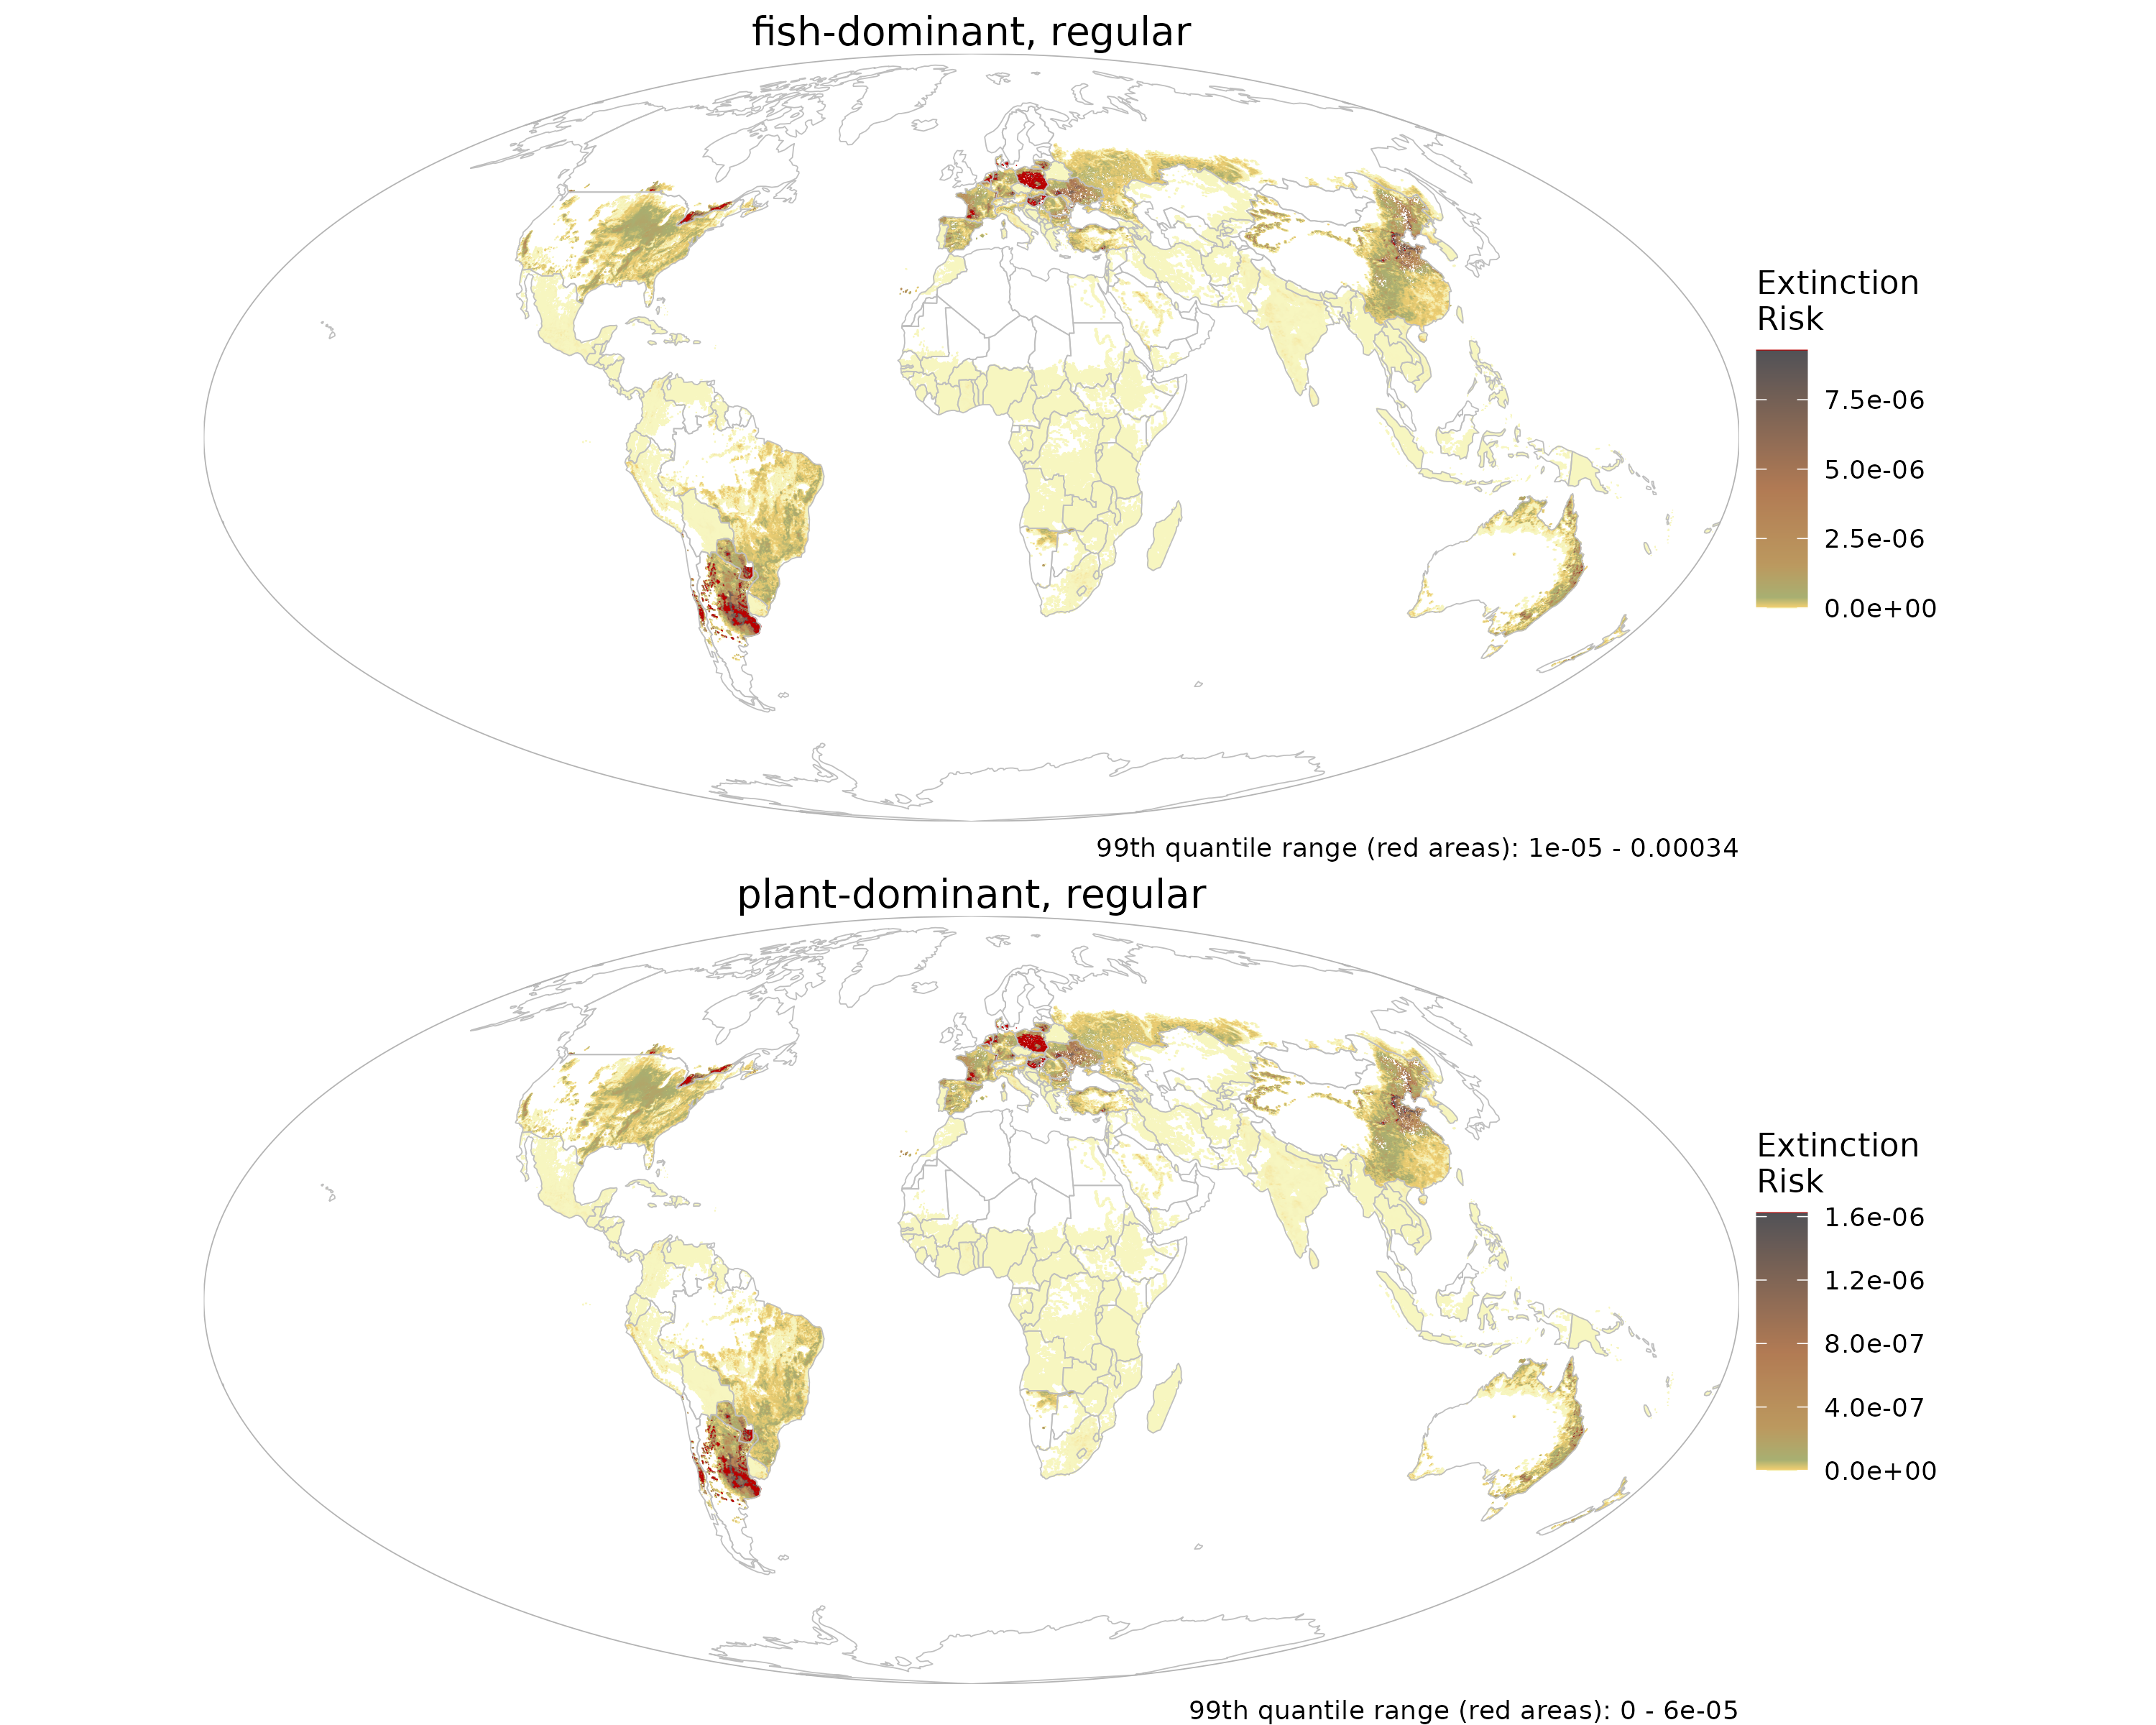 fish-dominant, regular
Extinction
Risk
7.5e-06
5.0e-06
2.5e-06
0.0e+00
99th quantile range (red areas): 1e-05 - 0.00034
plant-dominant, regular
Extinction
Risk
1.6e-06
1.2e-06
8.0e-07
4.0e-07
0.0e+00
99th quantile range (red areas): 0 - 6e-05